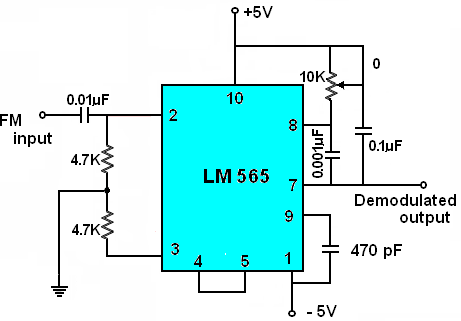 +5V
10K
0
0.01µF
10
FM
input
2
8
0.001µF
0.1µF
4.7K
LM 565
7
Demodulated
output
4.7K
9
3
4
5
1
470 pF
- 5V